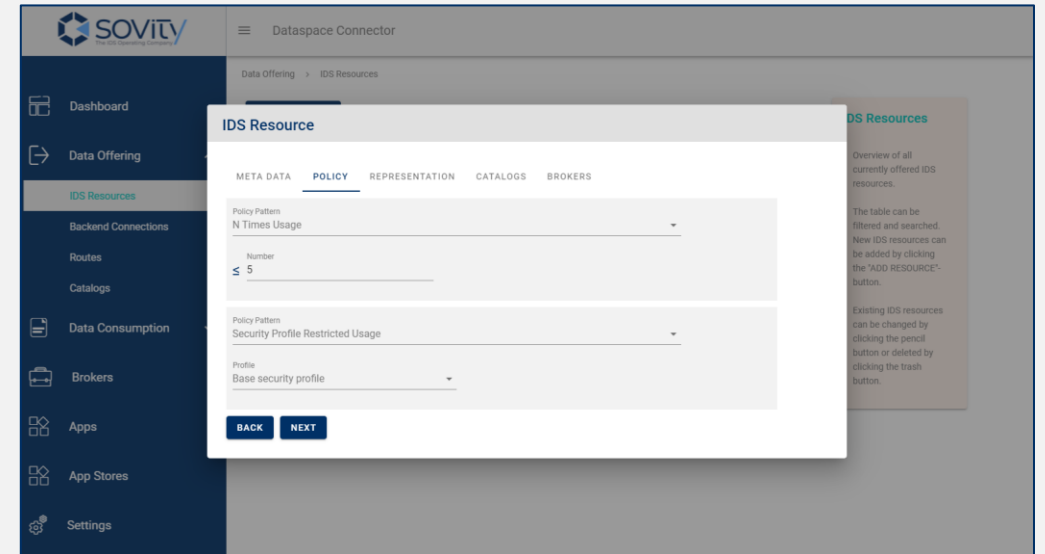 SOVITY
The IDS Operating Company
Dataspace Connector
Data Offering > IDS Resources
Dashboard
Data Offering
IDS Resources
Backend Connections
Routes
Catalogs
Data Consumption
Brokers
Apps
App Stores
Settings
IDS Resource
META DATA POLICY REPRESENTATION CATALOGS BROKERS
Policy Pattern
N Times Usage
Number
≤ 5
Policy Pattern
Security Profile Restricted Usage
Profile
Base security profile
BACK NEXT
DS Resources
Overview of all
currently offered IDS
resources.
The table can be
filtered and searched.
New IDS resources can
be added by clicking
the "ADD RESOURCE"-
button.
Existing IDS resources
can be changed by
clicking the pencil
button or deleted by
clicking the trash
button.